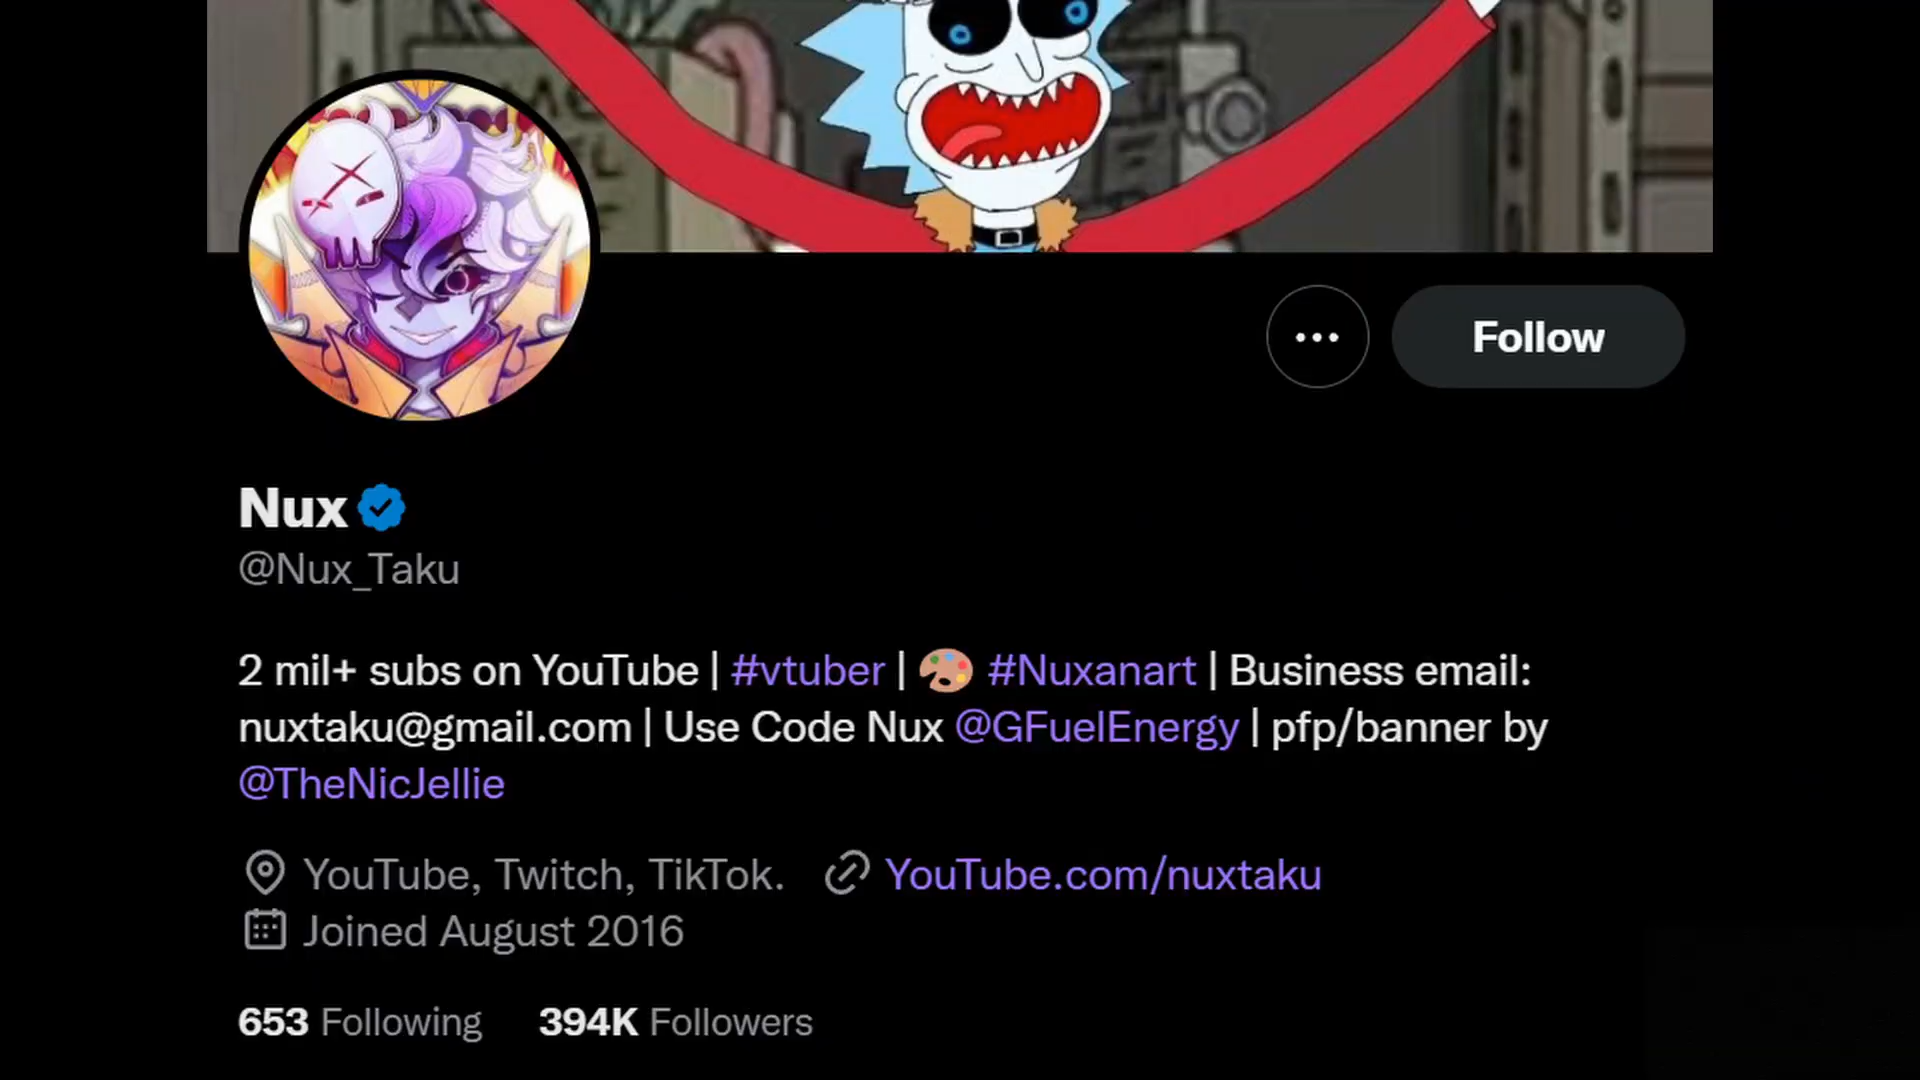 Follow
Nux
@Nux_Taku
2 mil+ subs on YouTube | #vtuber | 🎨 #Nuxanart | Business email:
nuxtaku@gmail.com | Use Code Nux @GFuelEnergy | pfp/banner by
@TheNicJellie
YouTube, Twitch, TikTok. YouTube.com/nuxtaku
Joined August 2016
653 Following 394K Followers